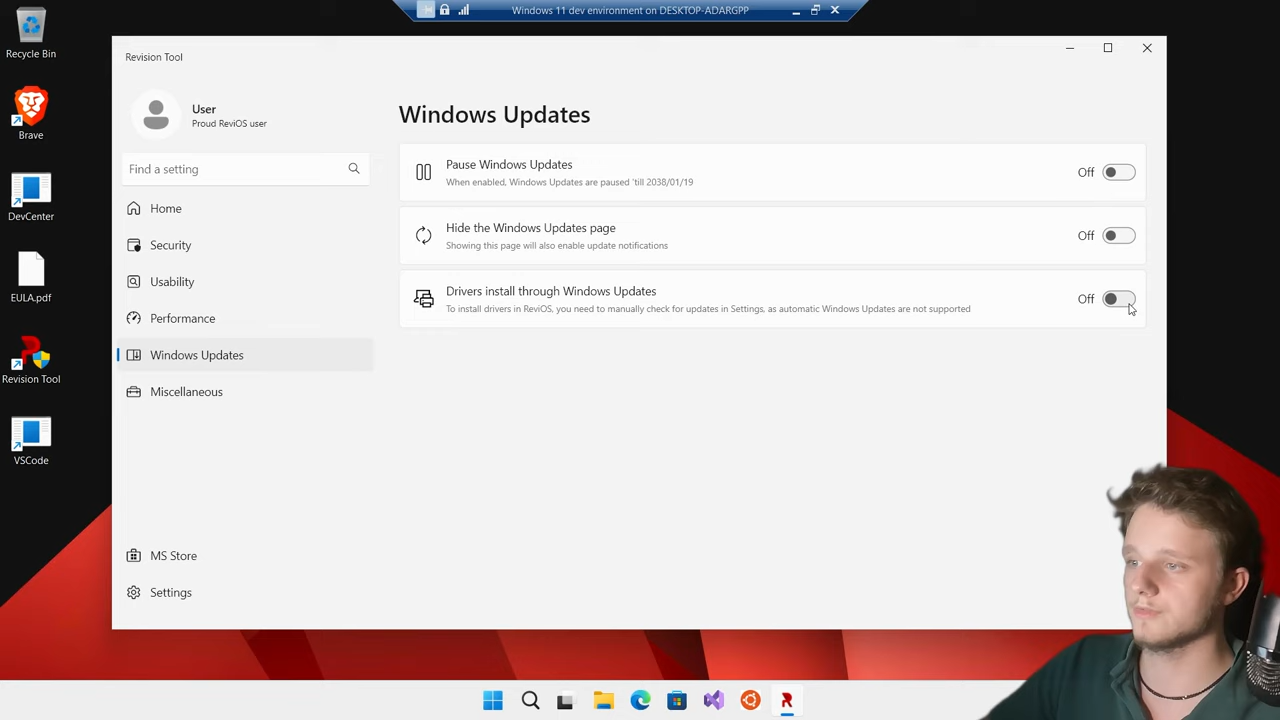 Windows 11 dev environment on DESKTOP-ADARGPP
Recycle Bin
Brave
DevCenter
EULA.pdf
Revision Tool
VSCode
Revision Tool
User
Proud ReviOS user
Find a setting
Home
Security
Usability
Performance
Windows Updates
Miscellaneous
MS Store
Settings
Windows Updates
Pause Windows Updates
When enabled, Windows Updates are paused 'till 2038/01/19
Off
Hide the Windows Updates page
Showing this page will also enable update notifications
Off
Drivers install through Windows Updates
To install drivers in ReviOS, you need to manually check for updates in Settings, as automatic Windows Updates are not supported
Off